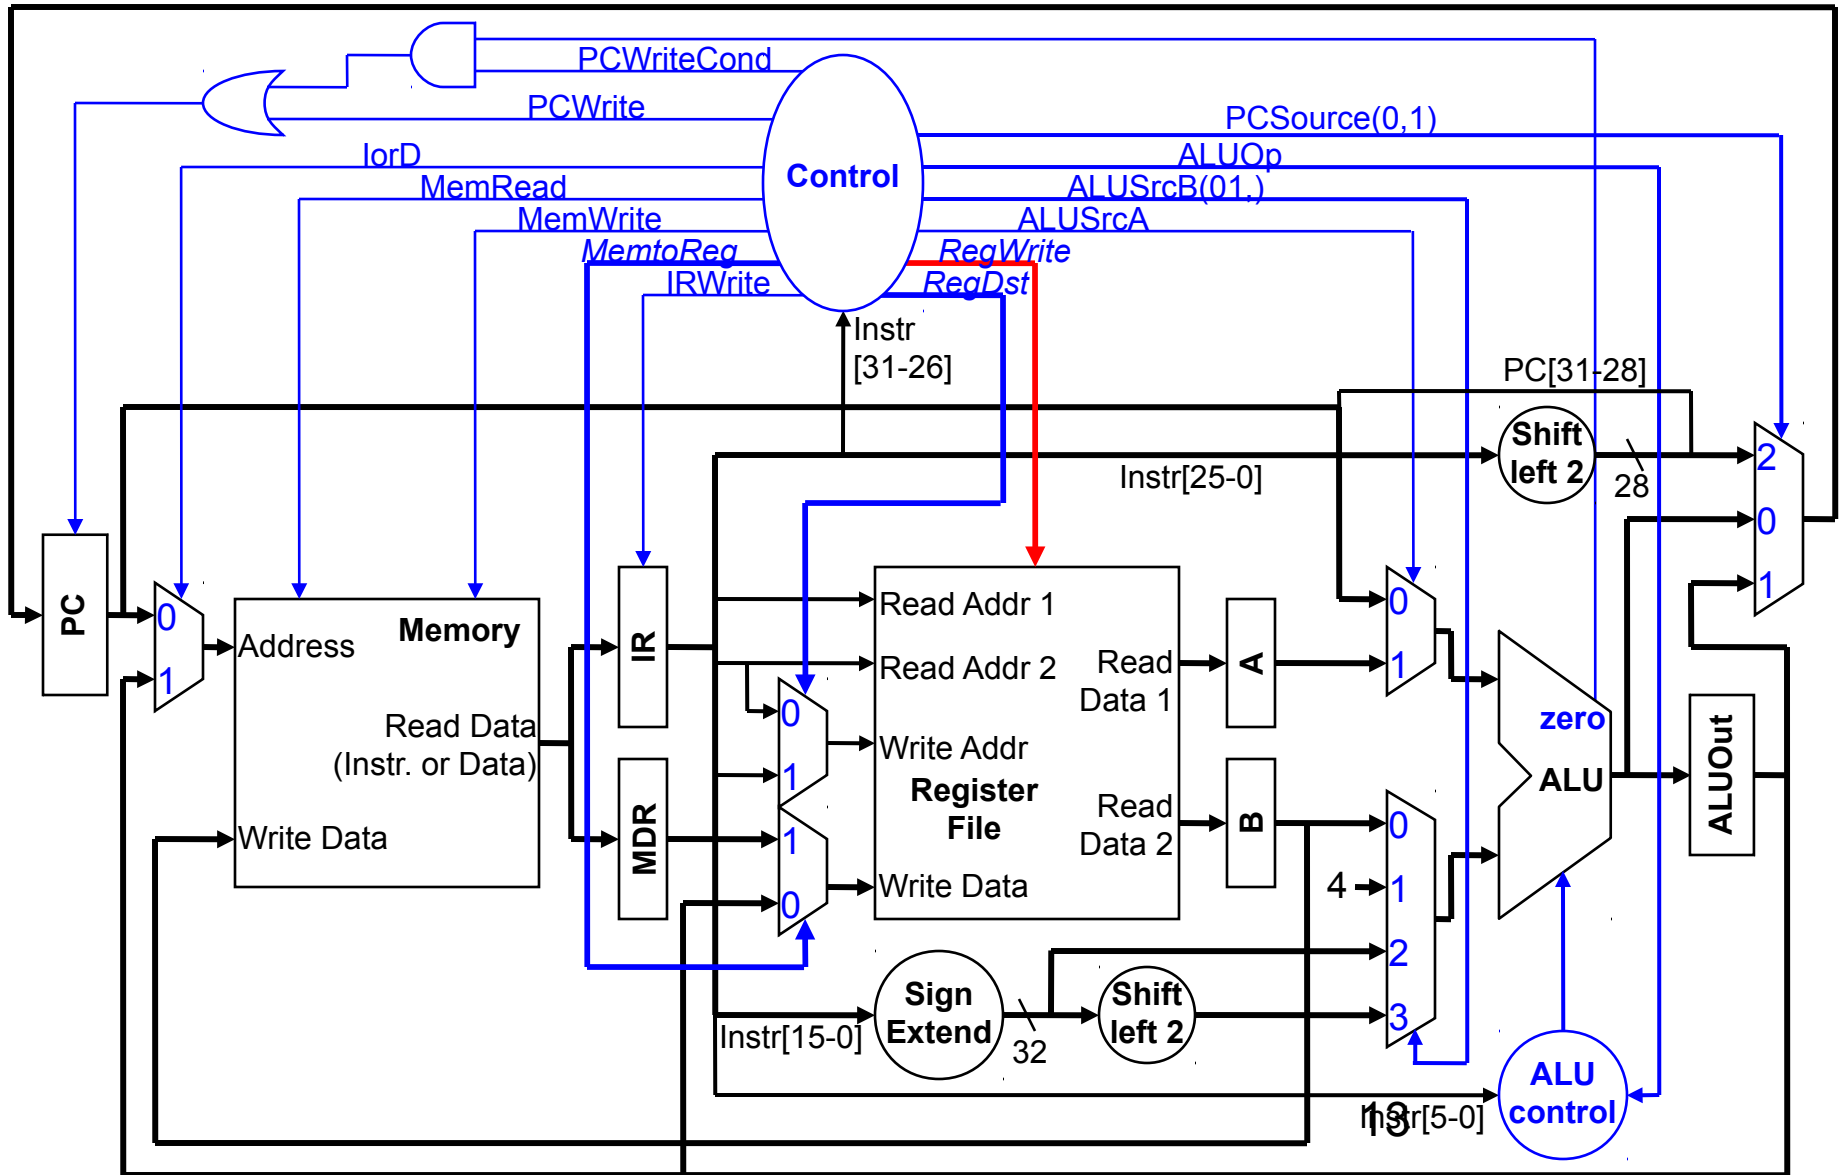 PCWriteCond
PCWrite
PCSource(0,1)
IorD
ALUOp
Control
MemRead
ALUSrcB(01,)
MemWrite
ALUSrcA
MemtoReg
RegWrite
IRWrite
RegDst
Instr
[31-26]
PC[31-28]
Shift
left 2
2
Instr[25-0]
28
0
1
PC
0
1
Address
Memory
Read Data
(Instr. or Data)
Write Data
IR
MDR
0
1
1
0
Read Addr 1
Read Addr 2
Read
Data 1
Write Addr
Register
File
Read
Data 2
Write Data
A
B
0
1
0
4
1
2
3
zero
ALU
ALUOut
Sign
Extend
Instr[15-0]
32
Shift
left 2
ALU
control
Instr[5-0]
13